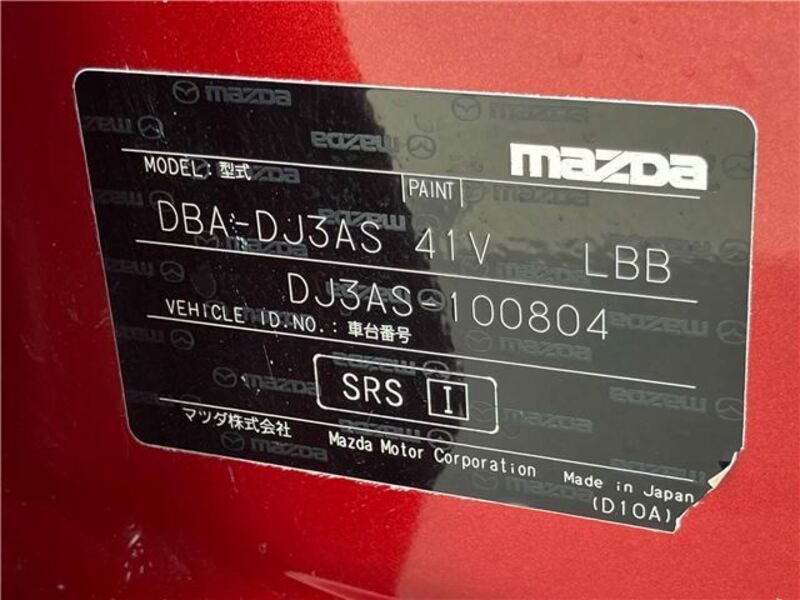 mazda
MODEL: 型式
PAINT
DBA-DJ3AS 41V LBB
DJ3AS-100804
VEHICLE ID.NO.: 車台番号
SRS I
マツダ株式会社 Mazda Motor Corporation Made in Japan
(D10A)